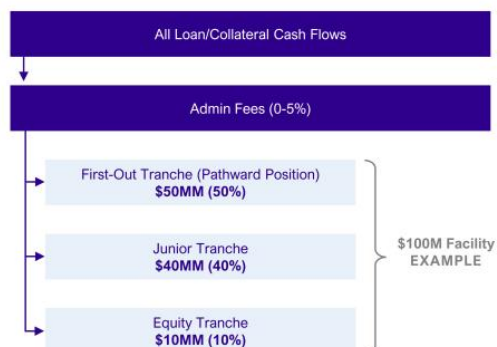 All Loan/Collateral Cash Flows
Admin Fees (0-5%)
First-Out Tranche (Pathward Position)
$50MM (50%)
Junior Tranche
$40MM (40%)
$100M Facility
EXAMPLE
Equity Tranche
$10MM (10%)